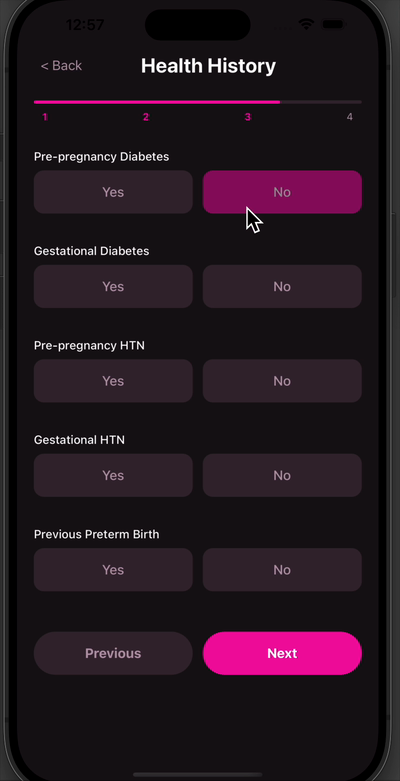 12:57
< Back
Health History
1 2 3 4
Pre-pregnancy Diabetes
Yes No
Gestational Diabetes
Yes No
Pre-pregnancy HTN
Yes No
Gestational HTN
Yes No
Previous Preterm Birth
Yes No
Previous Next